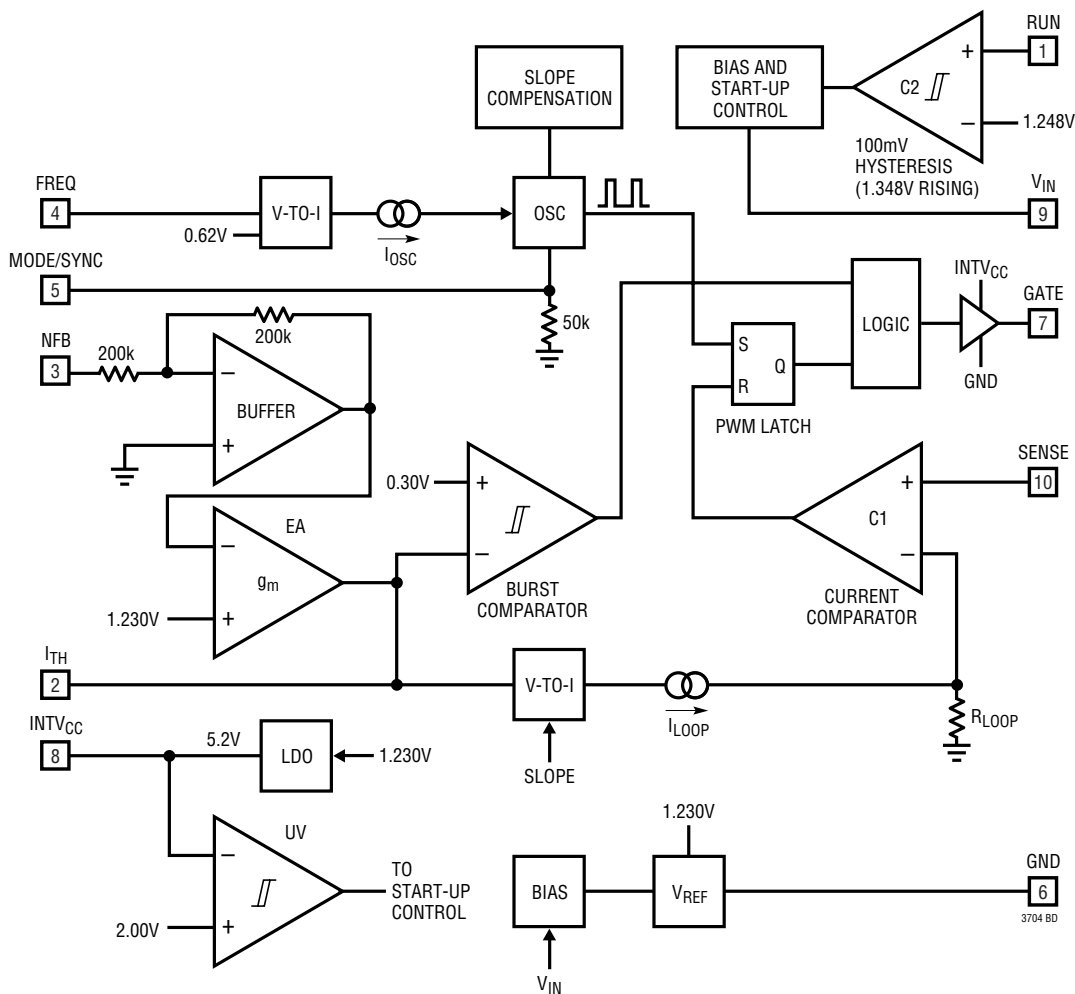 RUN
1
SLOPE
COMPENSATION
BIAS AND
START-UP
CONTROL
+
C2
–
1.248V
100mV
HYSTERESIS
(1.348V RISING)
VIN
9
FREQ
4
V-TO-I
0.62V
IOSC
OSC
MODE/SYNC
5
50k
INTVCC
GATE
LOGIC
7
GND
NFB
3
200k
200k
–
BUFFER
+
S
Q
R
PWM LATCH
SENSE
10
0.30V
+
–
BURST
COMPARATOR
+
C1
–
CURRENT
COMPARATOR
EA
–
gm
1.230V
+
ITH
2
V-TO-I
ILOOP
RLOOP
SLOPE
INTVCC
8
5.2V
LDO
1.230V
UV
–
+
2.00V
TO
START-UP
CONTROL
1.230V
BIAS
VREF
VIN
GND
6
3704 BD